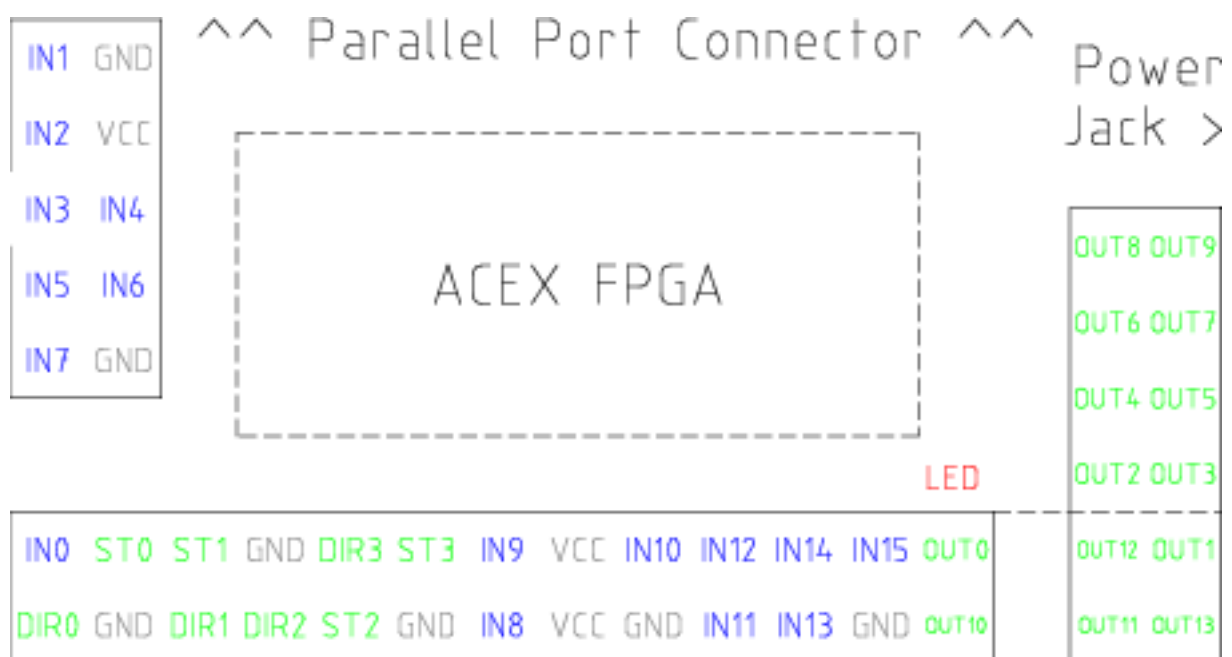 ^^ Parallel Port Connector ^^
Power
Jack >
IN1 GND
IN2 VCC
IN3 IN4
IN5 IN6
IN7 GND
ACEX FPGA
OUT8 OUT9
OUT6 OUT7
OUT4 OUT5
OUT2 OUT3
OUT12 OUT1
OUT11 OUT13
LED
IN0 ST0 ST1 GND DIR3 ST3 IN9 VCC IN10 IN12 IN14 IN15 OUT0
DIR0 GND DIR1 DIR2 ST2 GND IN8 VCC GND IN11 IN13 GND OUT10